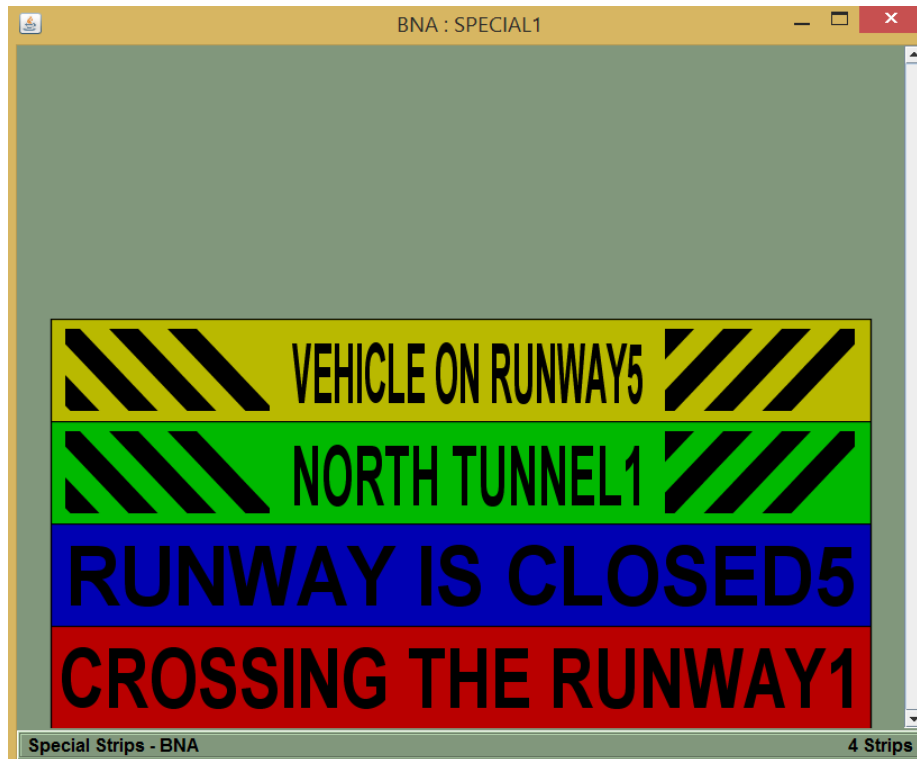 BNA : SPECIAL1
VEHICLE ON RUNWAY5
NORTH TUNNEL1
RUNWAY IS CLOSED5
CROSSING THE RUNWAY1
Special Strips - BNA 4 Strips